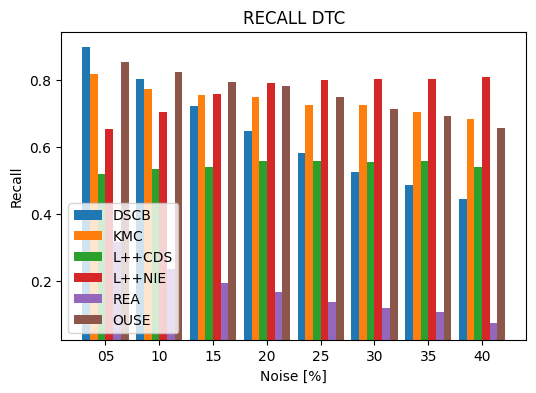 RECALL DTC
Recall
0.8
0.6
0.4
0.2
DSCB
KMC
L++CDS
L++NIE
REA
OUSE
05 10 15 20 25 30 35 40
Noise [%]